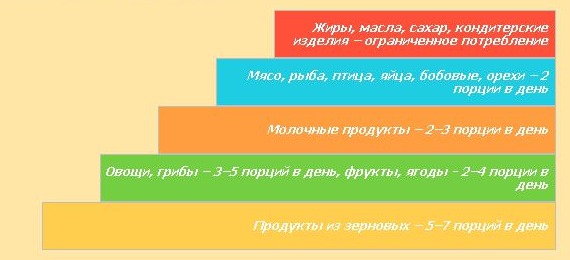 Жиры, масла, сахар, кондитерские
изделия – ограниченное потребление
Мясо, рыба, птица, яйца, бобовые, орехи – 2
порции в день
Молочные продукты – 2–3 порции в день
Овощи, грибы – 3–5 порций в день, фрукты, ягоды - 2–4 порции в
день
Продукты из зерновых – 5–7 порций в день